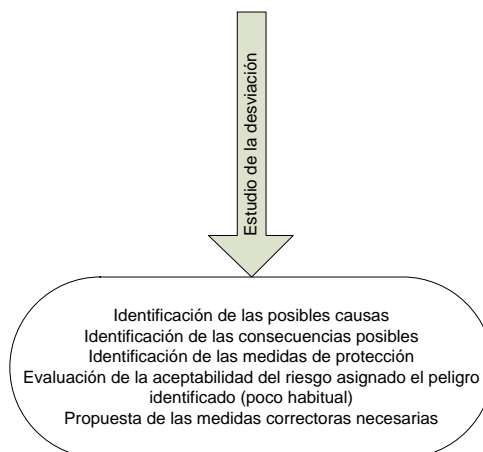 Estudio de la desviación
Identificación de las posibles causas
Identificación de las consecuencias posibles
Identificación de las medidas de protección
Evaluación de la aceptabilidad del riesgo asignado el peligro
identificado (poco habitual)
Propuesta de las medidas correctoras necesarias